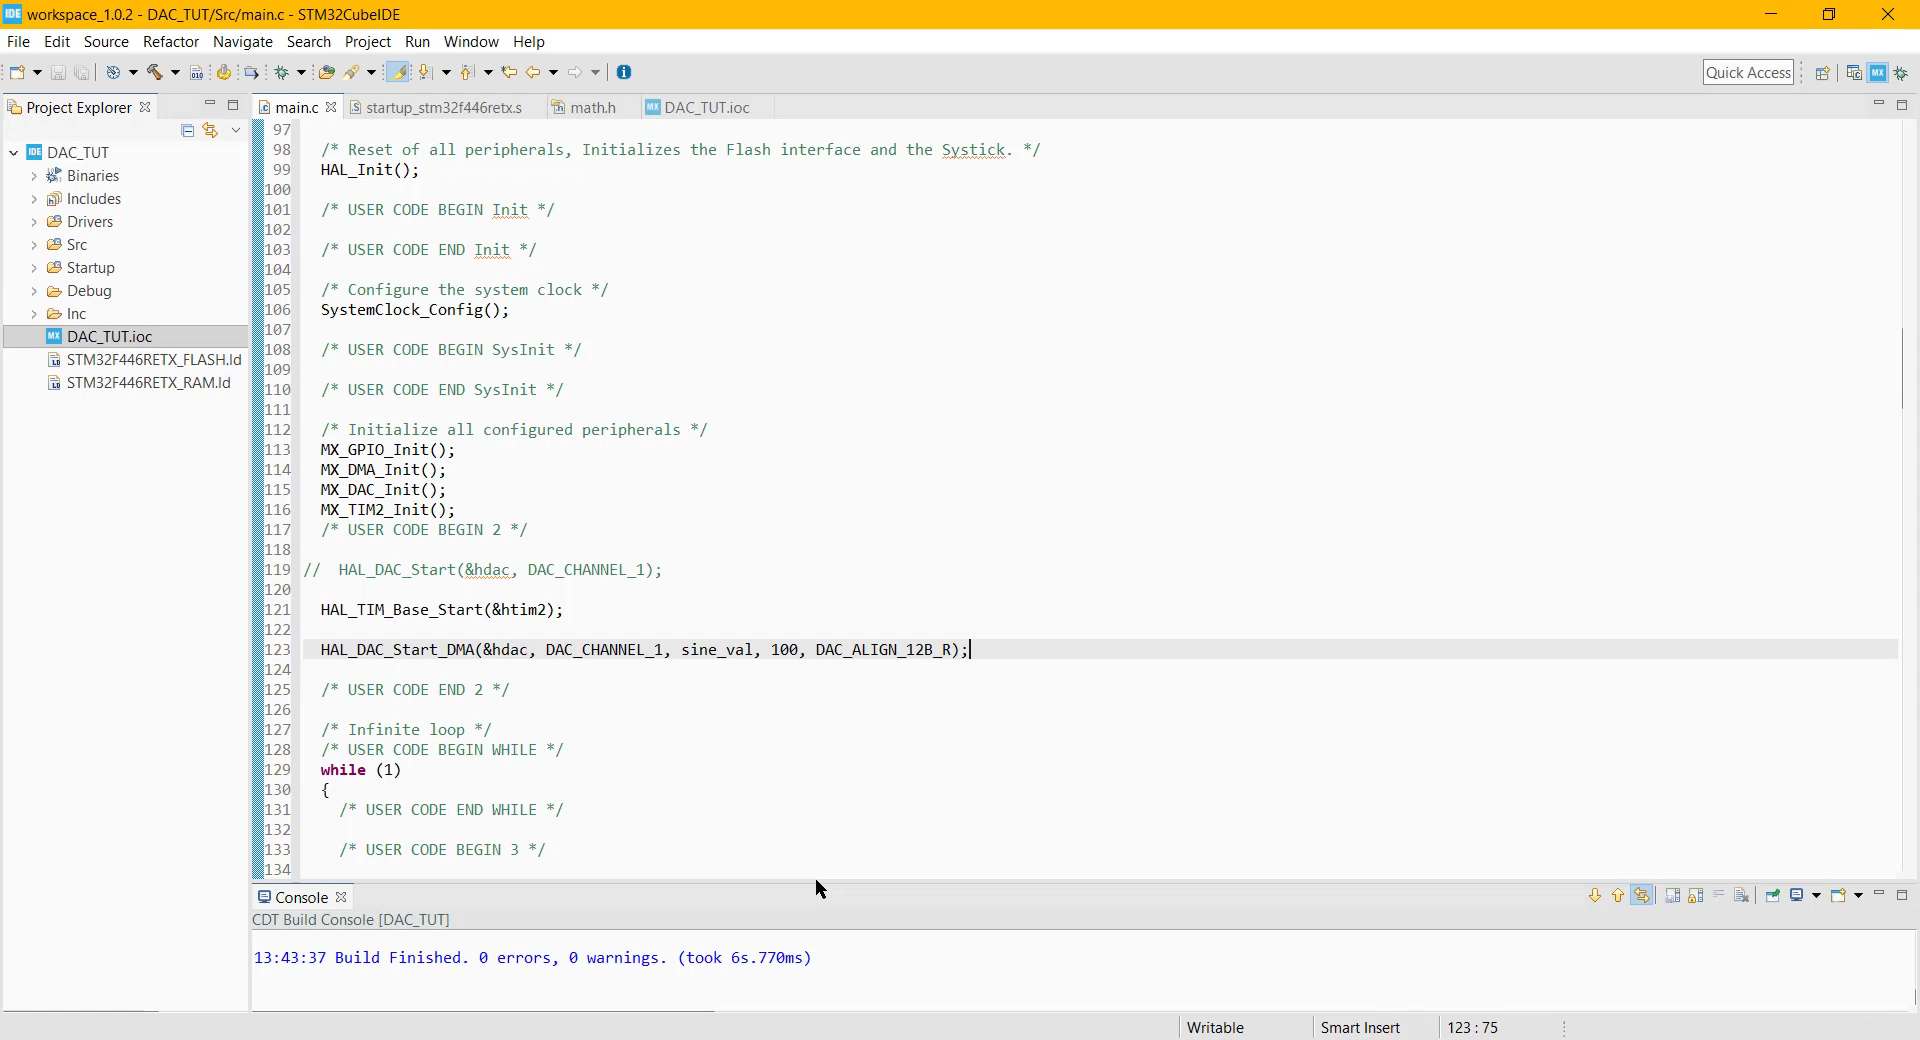 IDE workspace_1.0.2 - DAC_TUT/Src/main.c - STM32CubeIDE
File Edit Source Refactor Navigate Search Project Run Window Help
Quick Access
MX
Project Explorer
main.c
startup_stm32f446retx.s
math.h
MX DAC_TUT.ioc
IDE DAC_TUT
Binaries
Includes
Drivers
Src
Startup
Debug
Inc
MX DAC_TUT.ioc
STM32F446RETX_FLASH.ld
STM32F446RETX_RAM.ld
97
98 /* Reset of all peripherals, Initializes the Flash interface and the Systick. */
99 HAL_Init();
100
101 /* USER CODE BEGIN Init */
102
103 /* USER CODE END Init */
104
105 /* Configure the system clock */
106 SystemClock_Config();
107
108 /* USER CODE BEGIN SysInit */
109
110 /* USER CODE END SysInit */
111
112 /* Initialize all configured peripherals */
113 MX_GPIO_Init();
114 MX_DMA_Init();
115 MX_DAC_Init();
116 MX_TIM2_Init();
117 /* USER CODE BEGIN 2 */
118
119 // HAL_DAC_Start(&hdac, DAC_CHANNEL_1);
120
121 HAL_TIM_Base_Start(&htim2);
122
123 HAL_DAC_Start_DMA(&hdac, DAC_CHANNEL_1, sine_val, 100, DAC_ALIGN_12B_R);
124
125 /* USER CODE END 2 */
126
127 /* Infinite loop */
128 /* USER CODE BEGIN WHILE */
129 while (1)
130 {
131 /* USER CODE END WHILE */
132
133 /* USER CODE BEGIN 3 */
134
Console
CDT Build Console [DAC_TUT]
13:43:37 Build Finished. 0 errors, 0 warnings. (took 6s.770ms)
Writable
Smart Insert
123 : 75